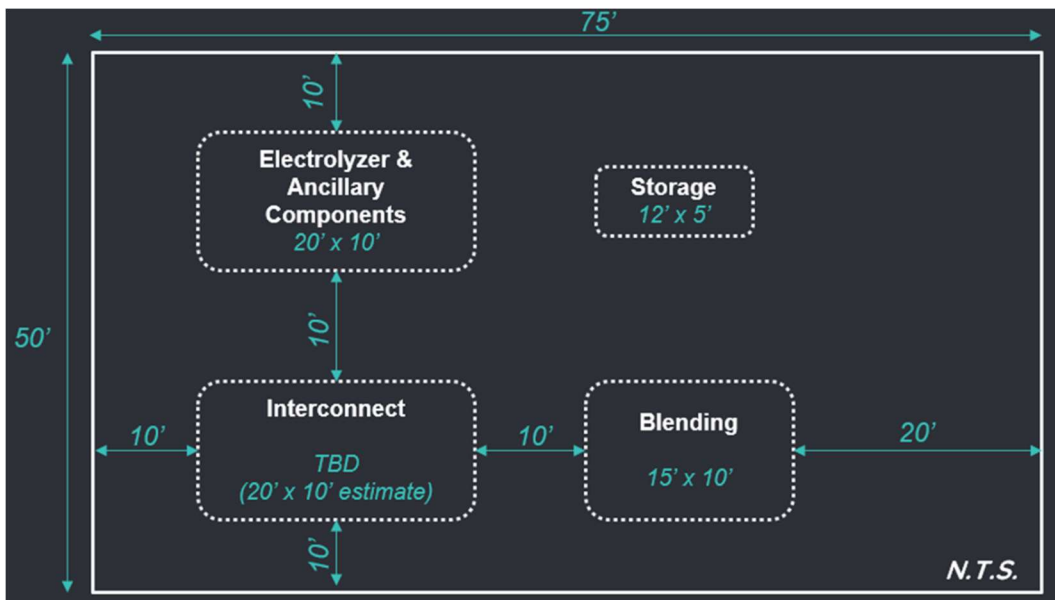 75’
10’
Electrolyzer &
Ancillary
Components
20’ x 10’
Storage
12’ x 5’
50’
10’
Interconnect
TBD
(20’ x 10’ estimate)
10’
10’
Blending
15’ x 10’
20’
10’
N.T.S.